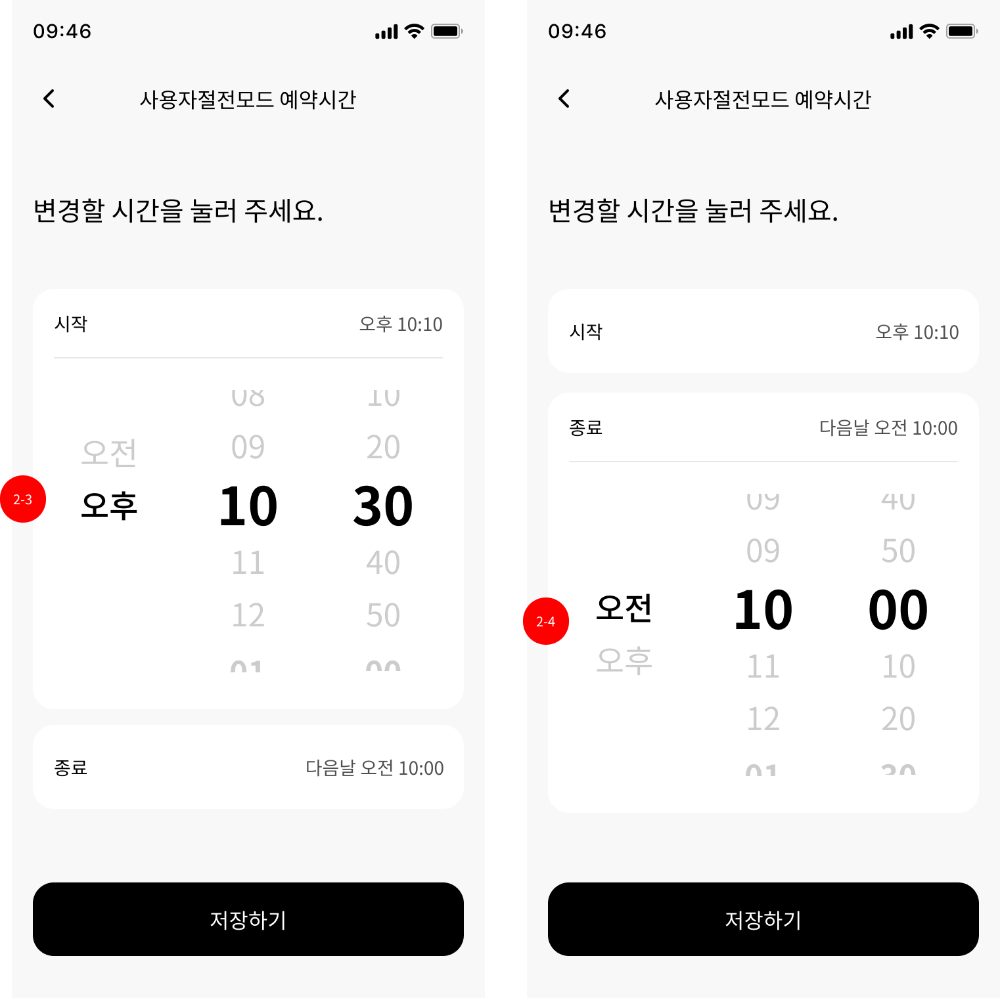 09:46
사용자절전모드 예약시간
변경할 시간을 눌러 주세요.
시작
오후 10:10
08 10
09 20
오전
오후 10 30
11 40
12 50
01 00
2-3
종료
다음날 오전 10:00
저장하기
09:46
사용자절전모드 예약시간
변경할 시간을 눌러 주세요.
시작
오후 10:10
종료
다음날 오전 10:00
09 40
09 50
오전 10 00
오후 11 10
12 20
01 30
2-4
저장하기